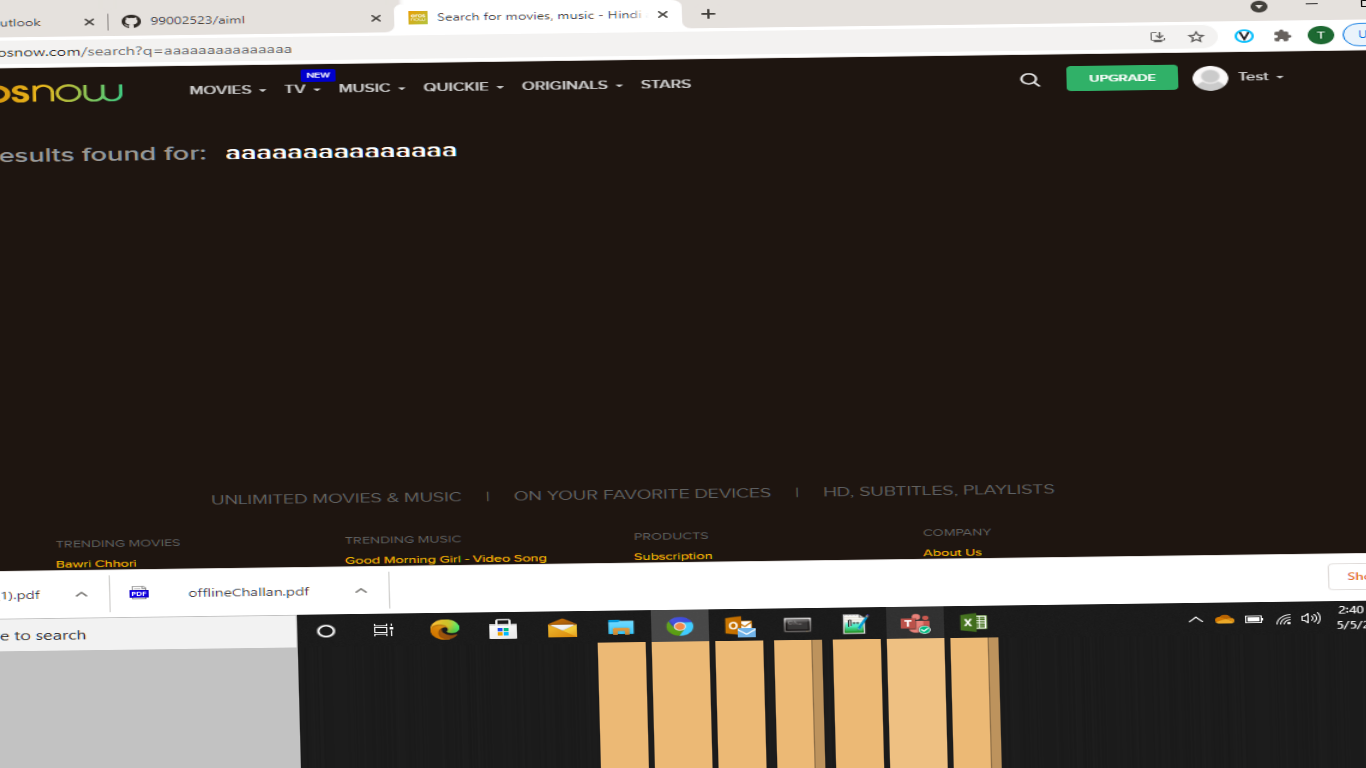 utlook
99002523/aiml
Search for movies, music - Hindi
osnow.com/search?q=aaaaaaaaaaaaaaa
osnow
MOVIES
NEW
TV
MUSIC
QUICKIE
ORIGINALS
STARS
UPGRADE
Test
T
esults found for: aaaaaaaaaaaaaaa
UNLIMITED MOVIES & MUSIC | ON YOUR FAVORITE DEVICES | HD, SUBTITLES, PLAYLISTS
TRENDING MOVIES
Bawri Chhori
TRENDING MUSIC
Good Morning Girl - Video Song
PRODUCTS
Subscription
COMPANY
About Us
1).pdf
PDF
offlineChallan.pdf
Sho
e to search
2:40
5/5/2